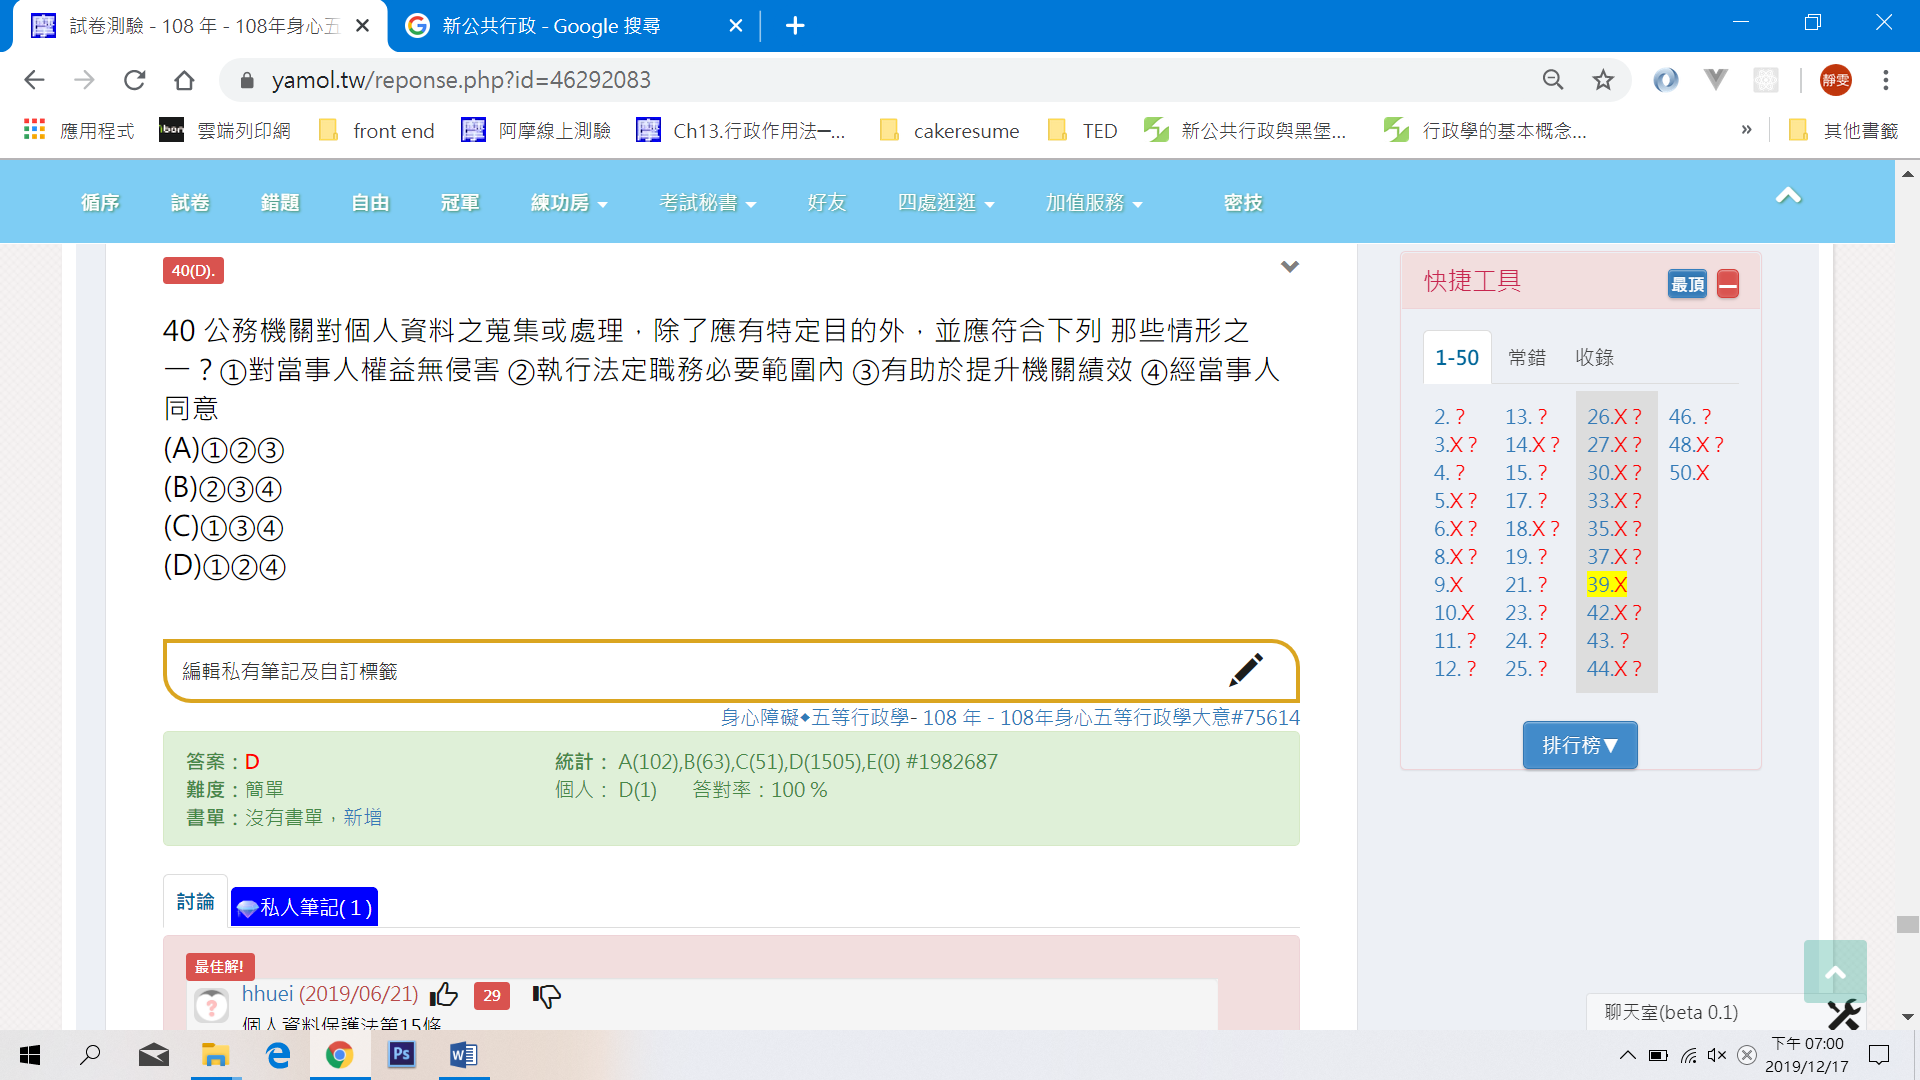 試卷測驗 - 108 年 - 108年身心五
新公共行政 - Google 搜尋
yamol.tw/reponse.php?id=46292083
靜雯
應用程式
ibon
雲端列印網
front end
阿摩線上測驗
Ch13.行政作用法─...
cakeresume
TED
新公共行政與黑堡...
行政學的基本概念...
»
其他書籤
循序
試卷
錯題
自由
冠軍
練功房
考試秘書
好友
四處逛逛
加值服務
密技
40(D).
40 公務機關對個人資料之蒐集或處理，除了應有特定目的外，並應符合下列 那些情形之
一？①對當事人權益無侵害 ②執行法定職務必要範圍內 ③有助於提升機關績效 ④經當事人
同意
(A)①②③
(B)②③④
(C)①③④
(D)①②④
編輯私有筆記及自訂標籤
身心障礙◆五等行政學- 108 年 - 108年身心五等行政學大意#75614
答案：D
難度：簡單
書單：沒有書單，新增
統計： A(102),B(63),C(51),D(1505),E(0) #1982687
個人： D(1) 答對率：100 %
討論
私人筆記( 1 )
最佳解!
hhuei (2019/06/21) 29
個人資料保護法第15條
快捷工具
最頂
1-50 常錯 收錄
2. ? 13. ? 26.X ? 46. ?
3.X ? 14.X ? 27.X ? 48.X ?
4. ? 15. ? 30.X ? 50.X
5.X ? 17. ? 33.X ?
6.X ? 18.X ? 35.X ?
8.X ? 19. ? 37.X ?
9.X 21. ? 39.X
10.X 23. ? 42.X ?
11. ? 24. ? 43. ?
12. ? 25. ? 44.X ?
排行榜▼
聊天室(beta 0.1)
Ps
下午 07:00
2019/12/17